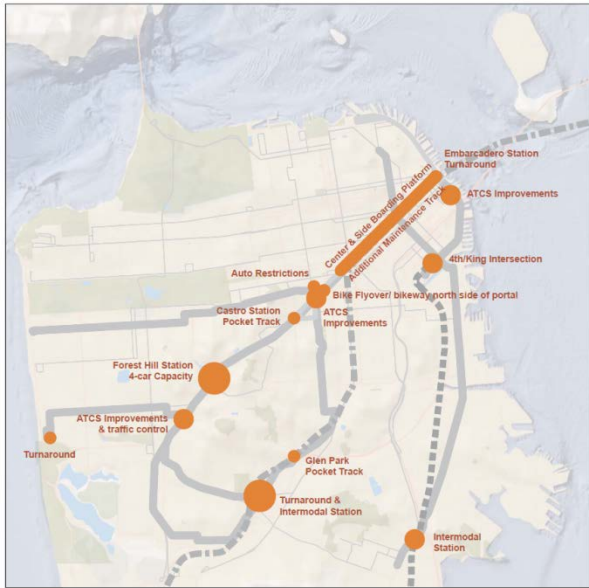 Embarcadero Station
Turnaround
ATCS Improvements
Center & Side Boarding Platform
Additional Maintenance Track
4th/King Intersection
Auto Restrictions
Bike Flyover/ bikeway north side of portal
Castro Station
Pocket Track
ATCS
Improvements
Forest Hill Station
4-car Capacity
ATCS Improvements
& traffic control
Turnaround
Glen Park
Pocket Track
Turnaround &
Intermodal Station
Intermodal
Station